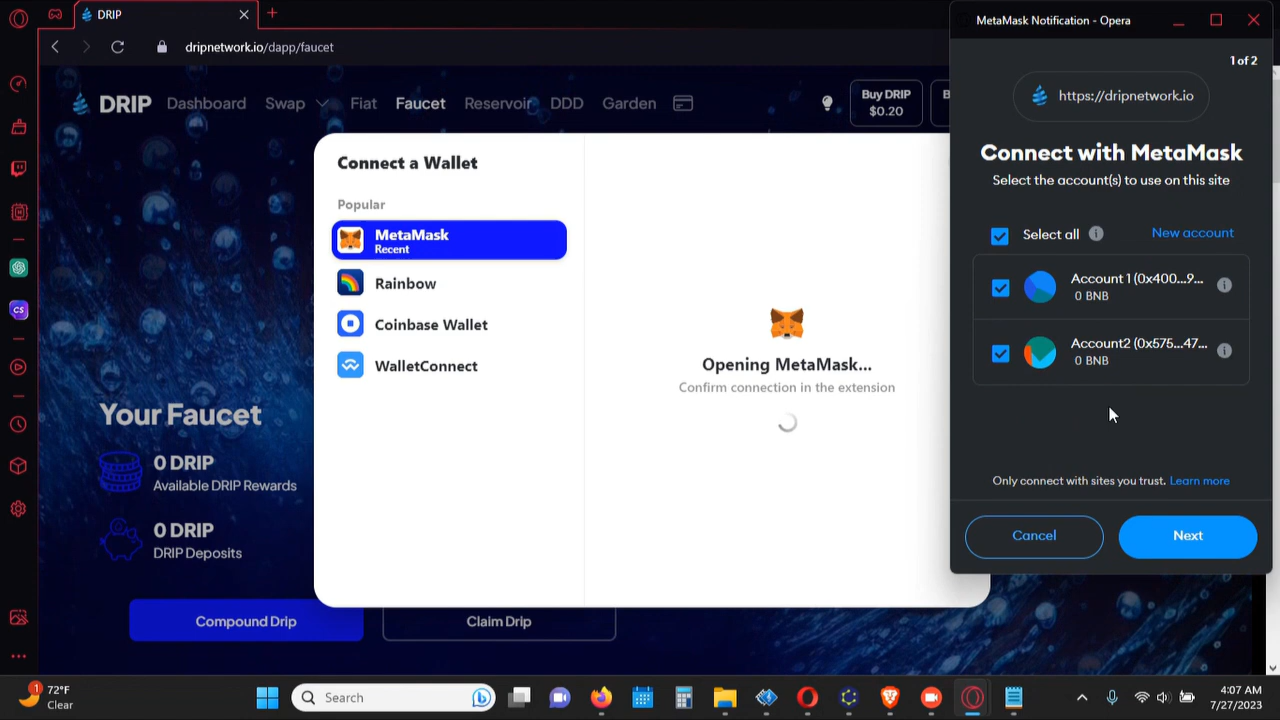 DRIP
dripnetwork.io/dapp/faucet
DRIP
Dashboard
Swap
Fiat
Faucet
Reservoir
DDD
Garden
Buy DRIP
$0.20
B
Connect a Wallet
Popular
MetaMask
Recent
Rainbow
Coinbase Wallet
WalletConnect
Opening MetaMask...
Confirm connection in the extension
Your Faucet
0 DRIP
Available DRIP Rewards
0 DRIP
DRIP Deposits
Compound Drip
Claim Drip
MetaMask Notification - Opera
1 of 2
https://dripnetwork.io
Connect with MetaMask
Select the account(s) to use on this site
Select all
New account
Account 1 (0x400...9...
0 BNB
Account2 (0x575...47...
0 BNB
Only connect with sites you trust. Learn more
Cancel
Next
CS
1
72°F
Clear
Search
4:07 AM
7/27/2023